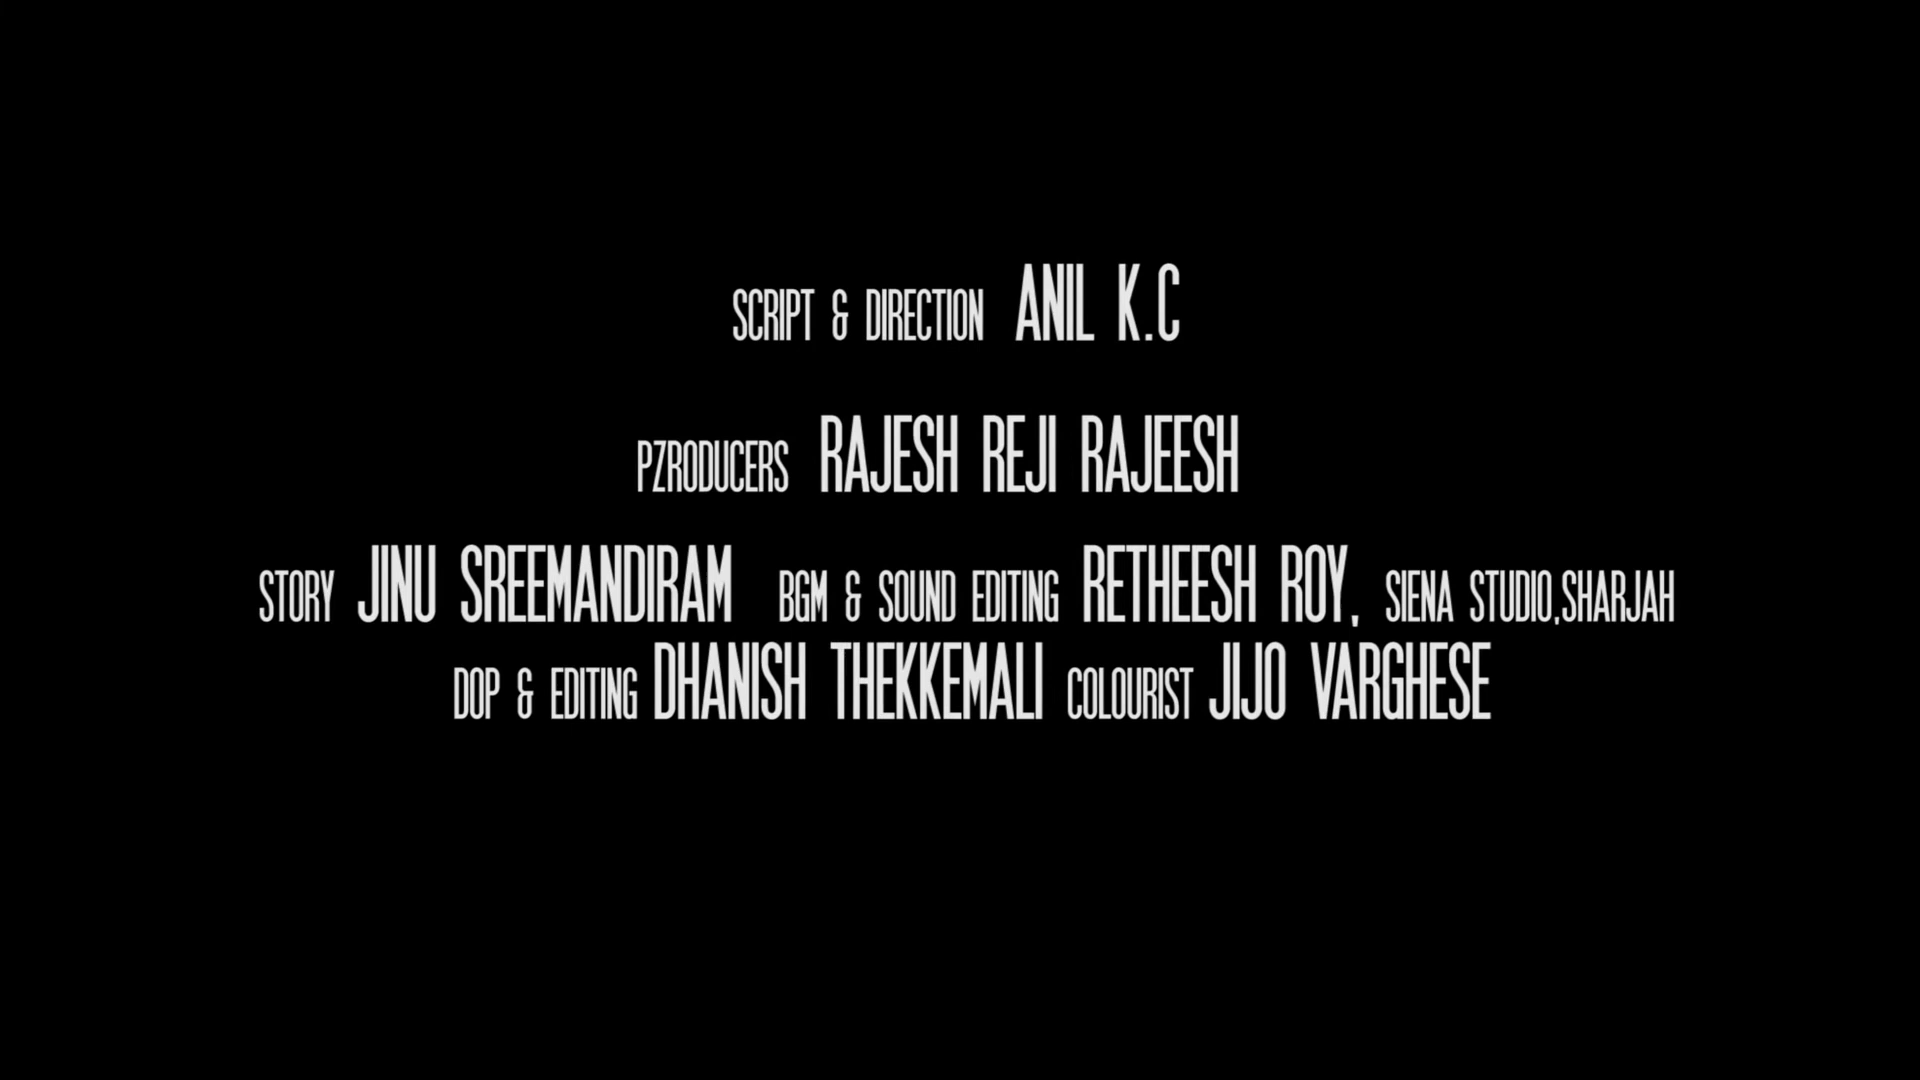 SCRIPT & DIRECTION ANIL K.C
PZRODUCERS RAJESH REJI RAJEESH
STORY JINU SREEMANDIRAM BGM & SOUND EDITING RETHEESH ROY, SIENA STUDIO,SHARJAH
DOP & EDITING DHANISH THEKKEMALI COLOURIST JIJO VARGHESE